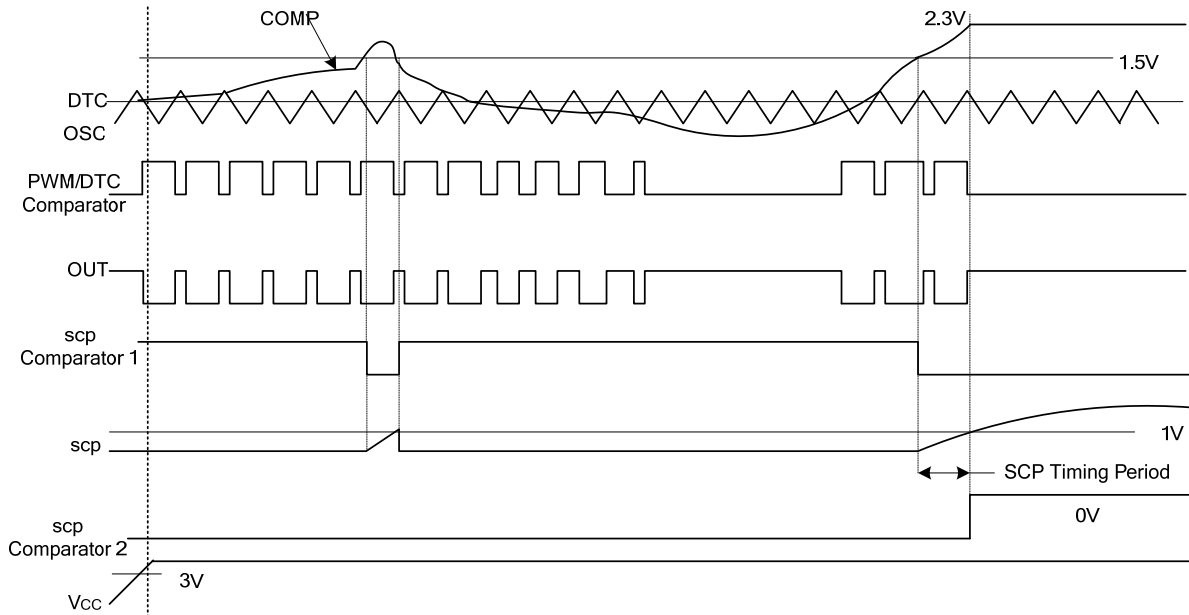 COMP
2.3V
1.5V
DTC
OSC
PWM/DTC
Comparator
OUT
scp
Comparator 1
scp
1V
SCP Timing Period
scp
Comparator 2
0V
3V
Vcc